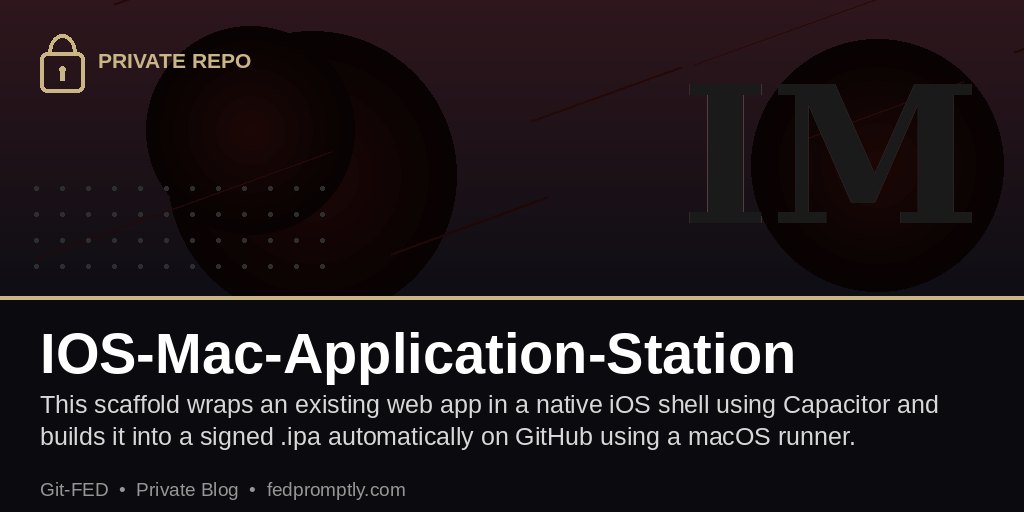 PRIVATE REPO
IM
IOS-Mac-Application-Station
This scaffold wraps an existing web app in a native iOS shell using Capacitor and
builds it into a signed .ipa automatically on GitHub using a macOS runner.
Git-FED • Private Blog • fedpromptly.com